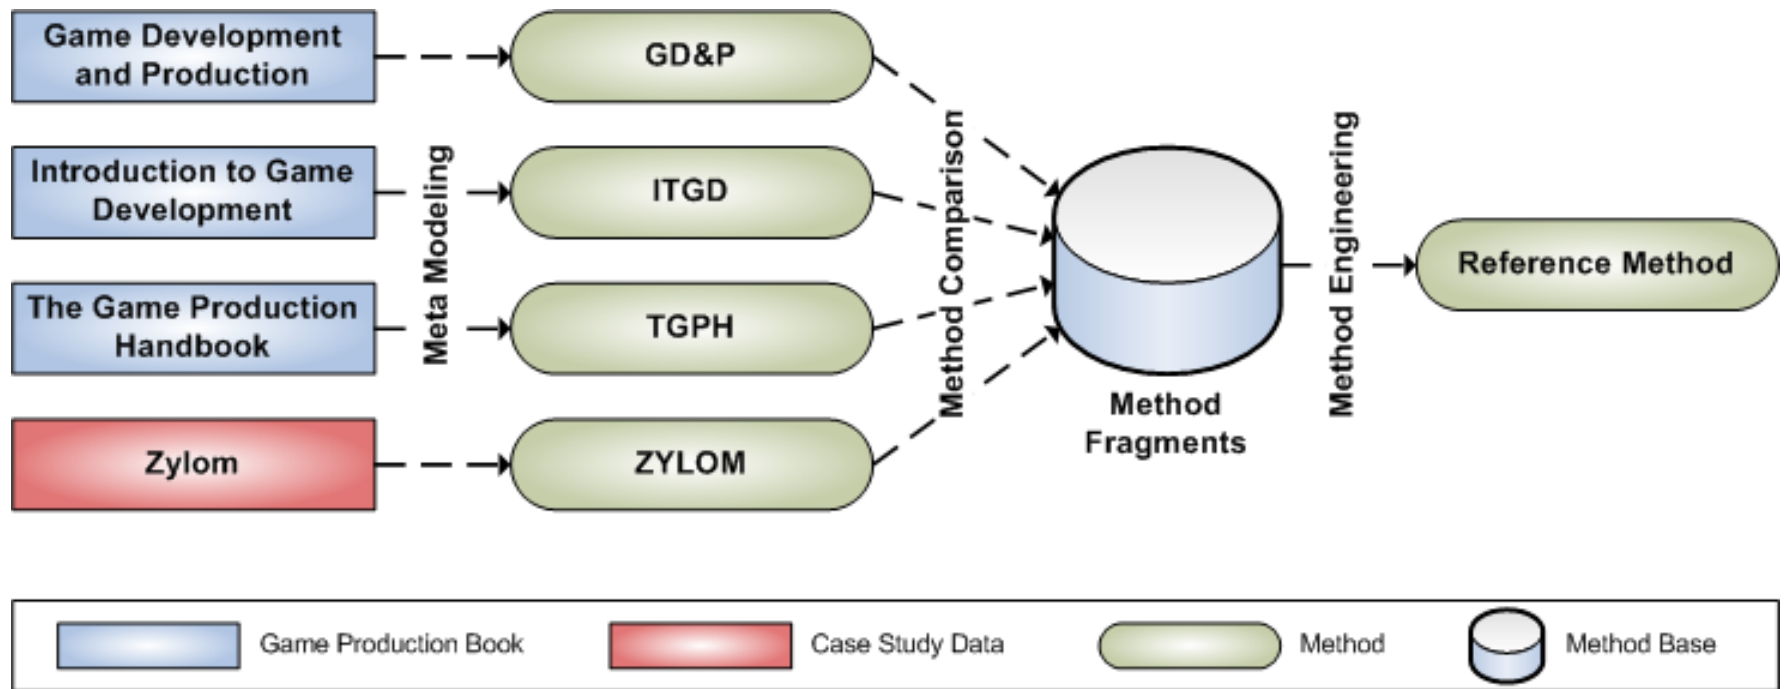 Game Development
and Production
GD&P
Introduction to Game
Development
ITGD
The Game Production
Handbook
TGPH
Zylom
ZYLOM
Meta Modeling
Method Comparison
Method
Fragments
Method Engineering
Reference Method
Game Production Book
Case Study Data
Method
Method Base